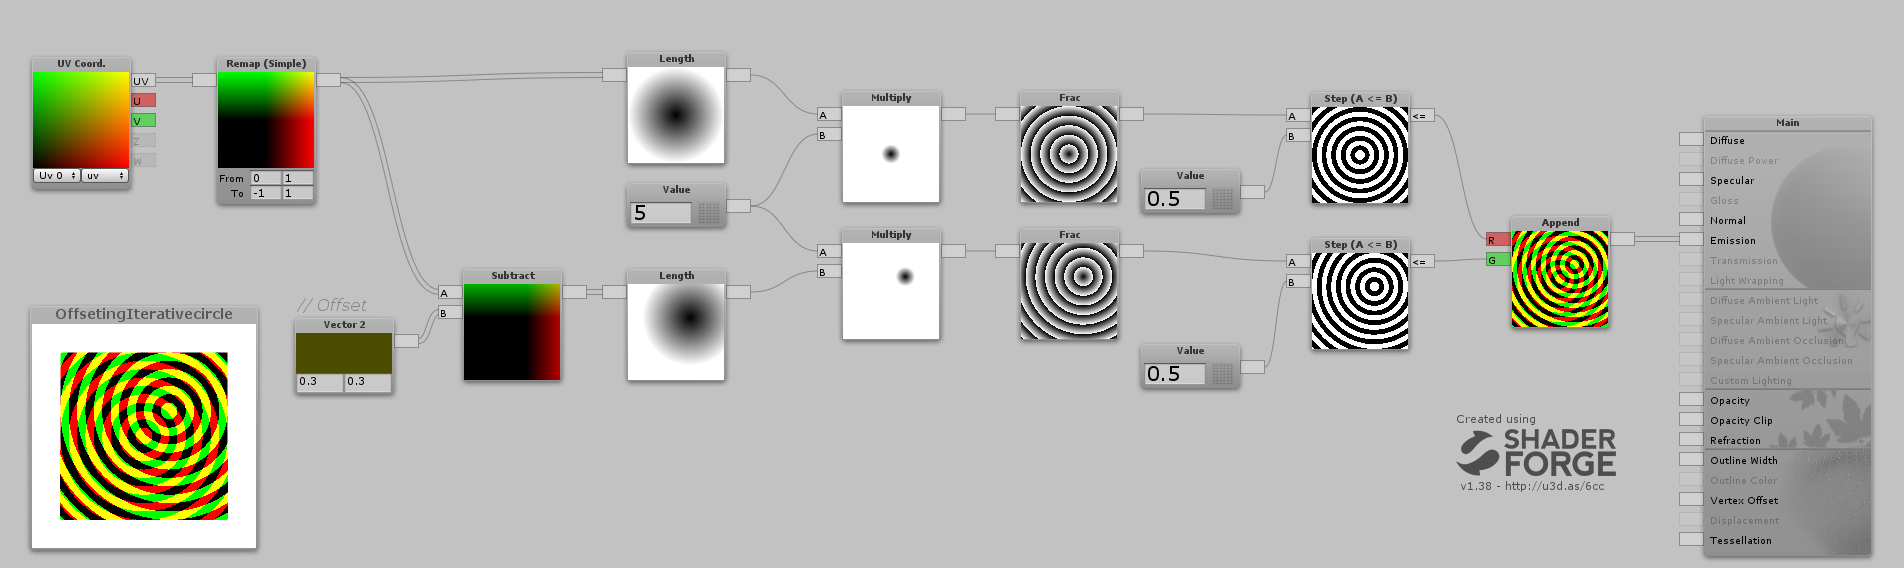 UV Coord.
UV
U
V
Z
W
Uv 0
uv
Remap (Simple)
From 0 1
To -1 1
Length
Value
5
Subtract
A
B
Length
// Offset
Vector 2
0.3 0.3
OffsetingIterativecircle
Multiply
A
B
Multiply
A
B
Frac
Frac
Value
0.5
Value
0.5
Step (A <= B)
A
B
<=
Step (A <= B)
A
B
<=
Append
R
G
Created using
SHADER
FORGE
v1.38 - http://u3d.as/6cc
Main
Diffuse
Diffuse Power
Specular
Gloss
Normal
Emission
Transmission
Light Wrapping
Diffuse Ambient Light
Specular Ambient Light
Diffuse Ambient Occlusion
Specular Ambient Occlusion
Custom Lighting
Opacity
Opacity Clip
Refraction
Outline Width
Outline Color
Vertex Offset
Displacement
Tessellation